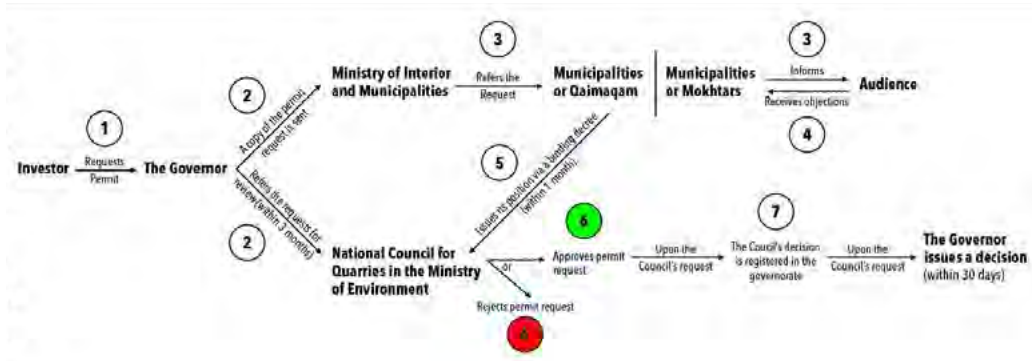 1
Investor
Requests
Permit
The Governor
2
A copy of the permit
request is sent
Ministry of Interior
and Municipalities
3
Refers the
Request
Municipalities
or Qaimaqam
Municipalities
or Mokhtars
3
Informs
Receives objections
4
Audience
2
Refers the requests for
review(within 3 months)
5
Issues its position via a binding decree
(within 1 month)
National Council for
Quarries in the Ministry
of Environment
or
6
Approves permit
request
Rejects permit request
Upon the
Council's request
7
The Coucil's decision
is registered in the
governorate
Upon the
Council's request
The Governor
issues a decision
(within 30 days)